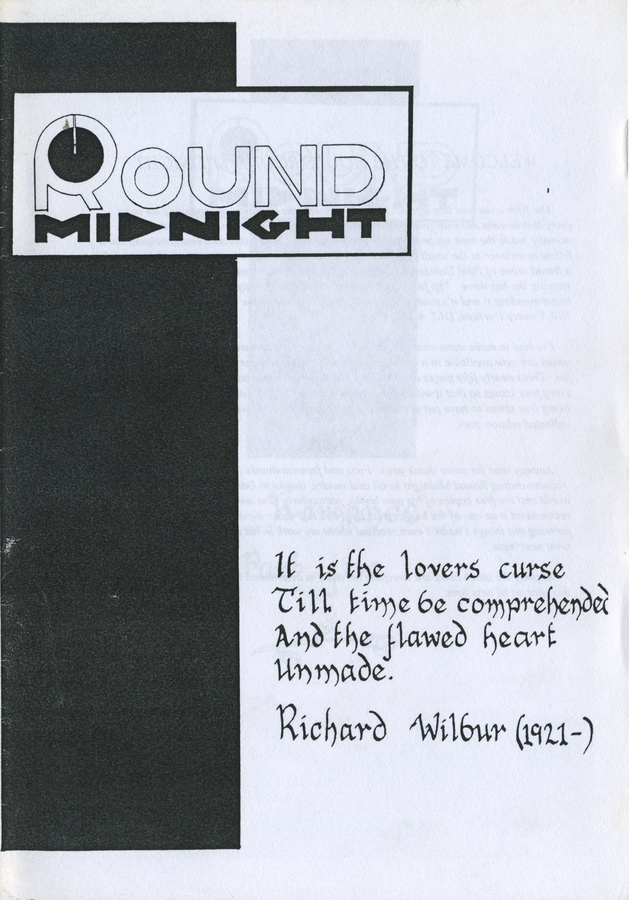 ROUND
MIDNIGHT
It is the lovers curse
Till time be comprehended
And the flawed heart
Unmade.
Richard Wilbur (1921-)